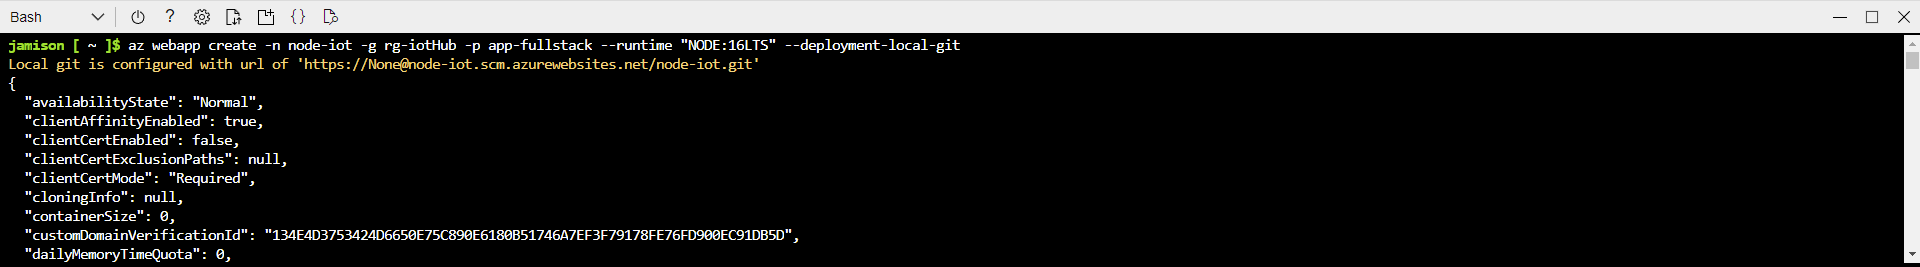 Bash
jamison [ ~ ]$ az webapp create -n node-iot -g rg-iotHub -p app-fullstack --runtime "NODE:16LTS" --deployment-local-git
Local git is configured with url of 'https://None@node-iot.scm.azurewebsites.net/node-iot.git'
{
  "availabilityState": "Normal",
  "clientAffinityEnabled": true,
  "clientCertEnabled": false,
  "clientCertExclusionPaths": null,
  "clientCertMode": "Required",
  "cloningInfo": null,
  "containerSize": 0,
  "customDomainVerificationId": "134E4D3753424D6650E75C890E6180B51746A7EF3F79178FE76FD900EC91DB5D",
  "dailyMemoryTimeQuota": 0,